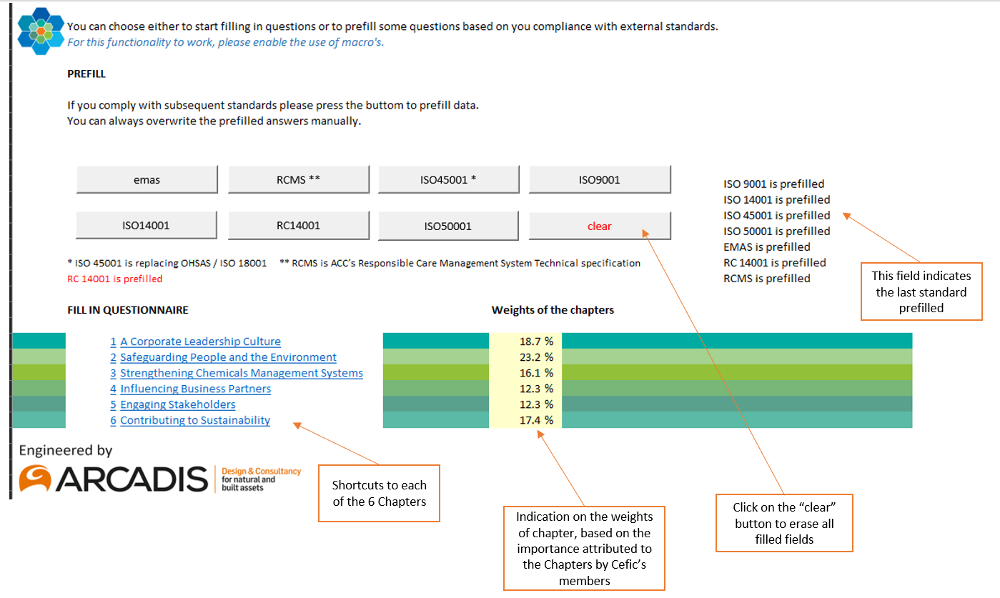 You can choose either to start filling in questions or to prefill some questions based on you compliance with external standards.
For this functionality to work, please enable the use of macro's.
PREFILL
If you comply with subsequent standards please press the buttom to prefill data.
You can always overwrite the prefilled answers manually.
emas
RCMS **
ISO45001 *
ISO9001
ISO14001
RC14001
ISO50001
clear
ISO 9001 is prefilled
ISO 14001 is prefilled
ISO 45001 is prefilled
ISO 50001 is prefilled
EMAS is prefilled
RC 14001 is prefilled
RCMS is prefilled
This field indicates
the last standard
prefilled
* ISO 45001 is replacing OHSAS / ISO 18001 ** RCMS is ACC's Responsible Care Management System Technical specification
RC 14001 is prefilled
FILL IN QUESTIONNAIRE
Weights of the chapters
1 A Corporate Leadership Culture 18.7 %
2 Safeguarding People and the Environment 23.2 %
3 Strengthening Chemicals Management Systems 16.1 %
4 Influencing Business Partners 12.3 %
5 Engaging Stakeholders 12.3 %
6 Contributing to Sustainability 17.4 %
Engineered by
ARCADIS
Design & Consultancy
for natural and
built assets
Shortcuts to each
of the 6 Chapters
Indication on the weights
of chapter, based on the
importance attributed to
the Chapters by Cefic's
members
Click on the “clear”
button to erase all
filled fields